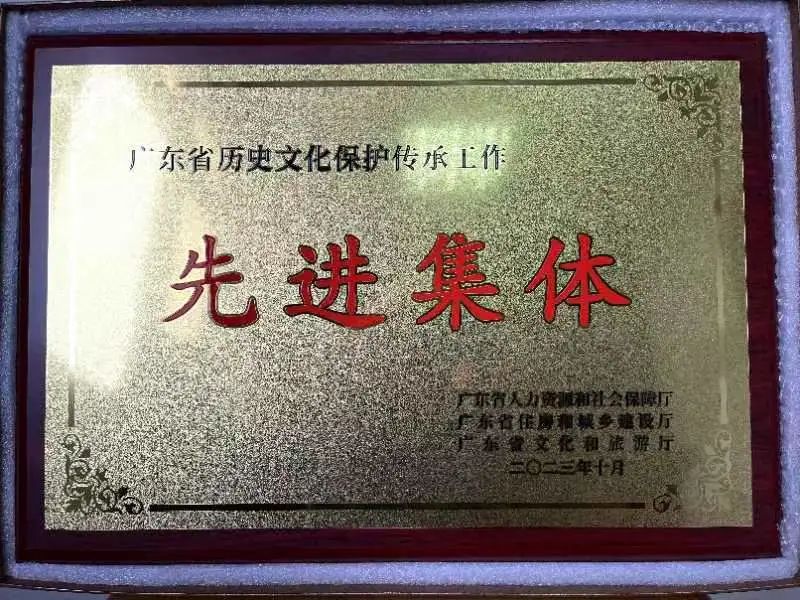 广东省历史文化保护传承工作
先进集体
广东省人力资源和社会保障厅
广东省住房和城乡建设厅
广东省文化和旅游厅
二〇二三年十月